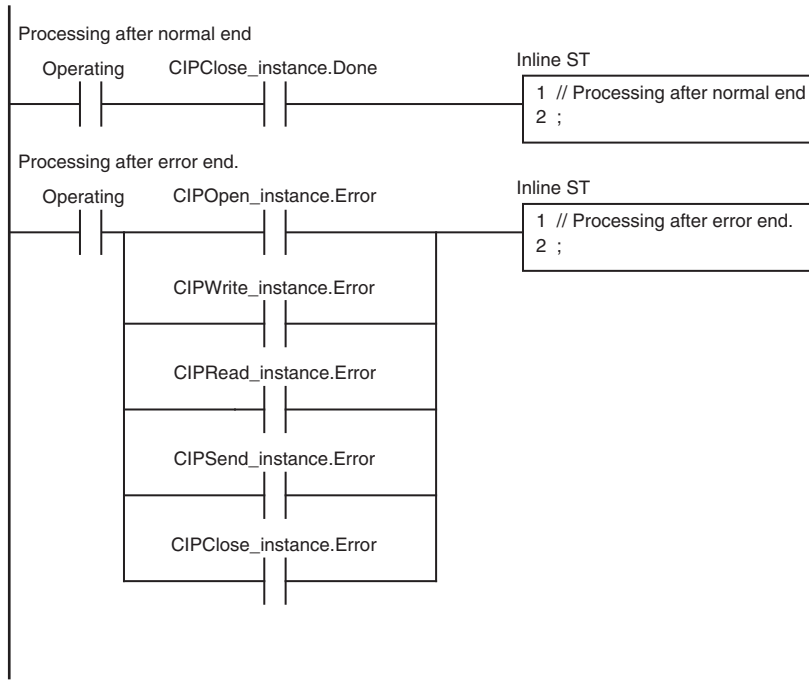 Processing after normal end
Operating
CIPClose_instance.Done
Inline ST
1 // Processing after normal end
2 ;
Processing after error end.
Operating
CIPOpen_instance.Error
Inline ST
1 // Processing after error end.
2 ;
CIPWrite_instance.Error
CIPRead_instance.Error
CIPSend_instance.Error
CIPClose_instance.Error